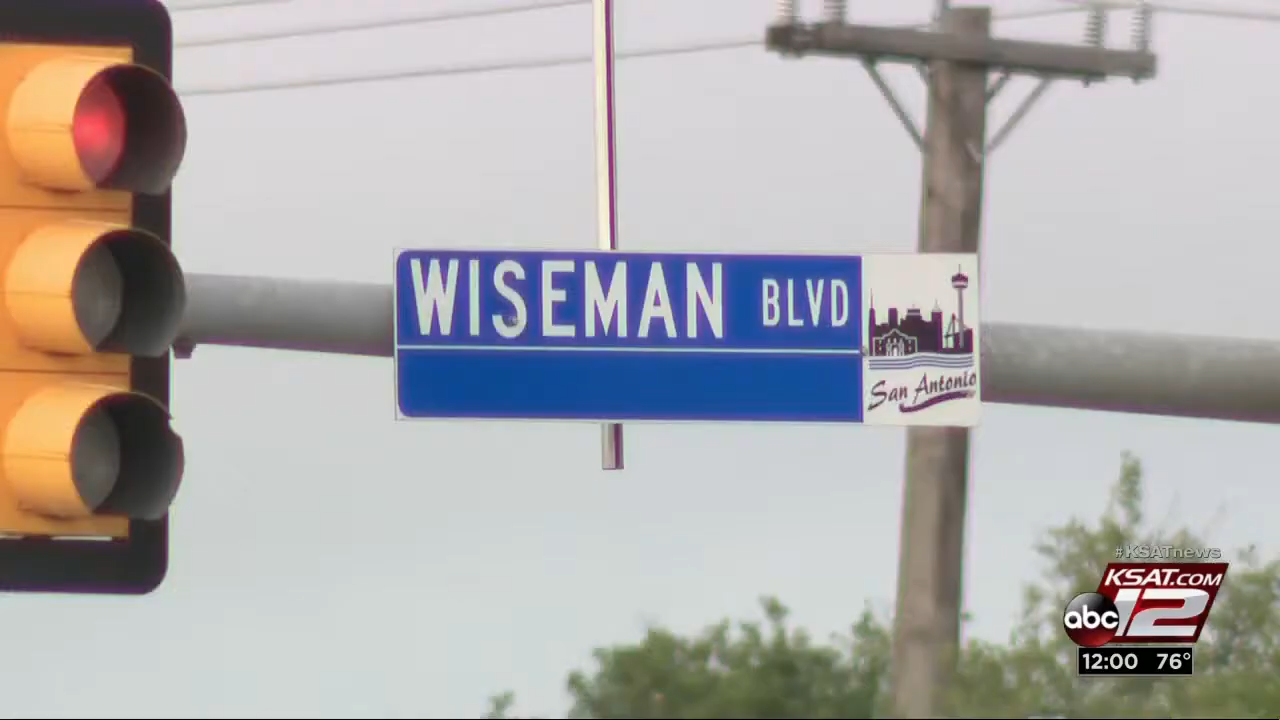 WISEMAN BLVD
San Antonio
#KSATnews
KSAT.COM
abc 12
12:00 76°